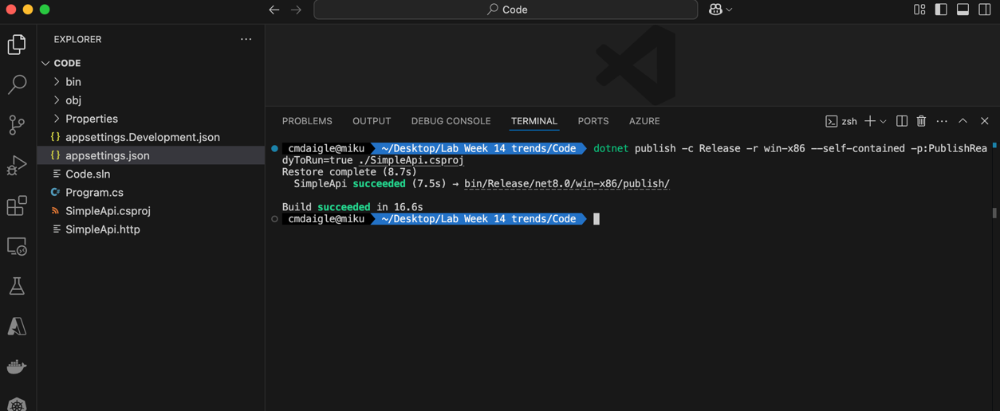 Code
EXPLORER
CODE
bin
obj
Properties
{ } appsettings.Development.json
{ } appsettings.json
Code.sln
C# Program.cs
SimpleApi.csproj
SimpleApi.http
PROBLEMS OUTPUT DEBUG CONSOLE TERMINAL PORTS AZURE
zsh
cmdaigle@miku ~/Desktop/Lab Week 14 trends/Code dotnet publish -c Release -r win-x86 --self-contained -p:PublishRea
dyToRun=true ./SimpleApi.csproj
Restore complete (8.7s)
SimpleApi succeeded (7.5s) → bin/Release/net8.0/win-x86/publish/
Build succeeded in 16.6s
cmdaigle@miku ~/Desktop/Lab Week 14 trends/Code